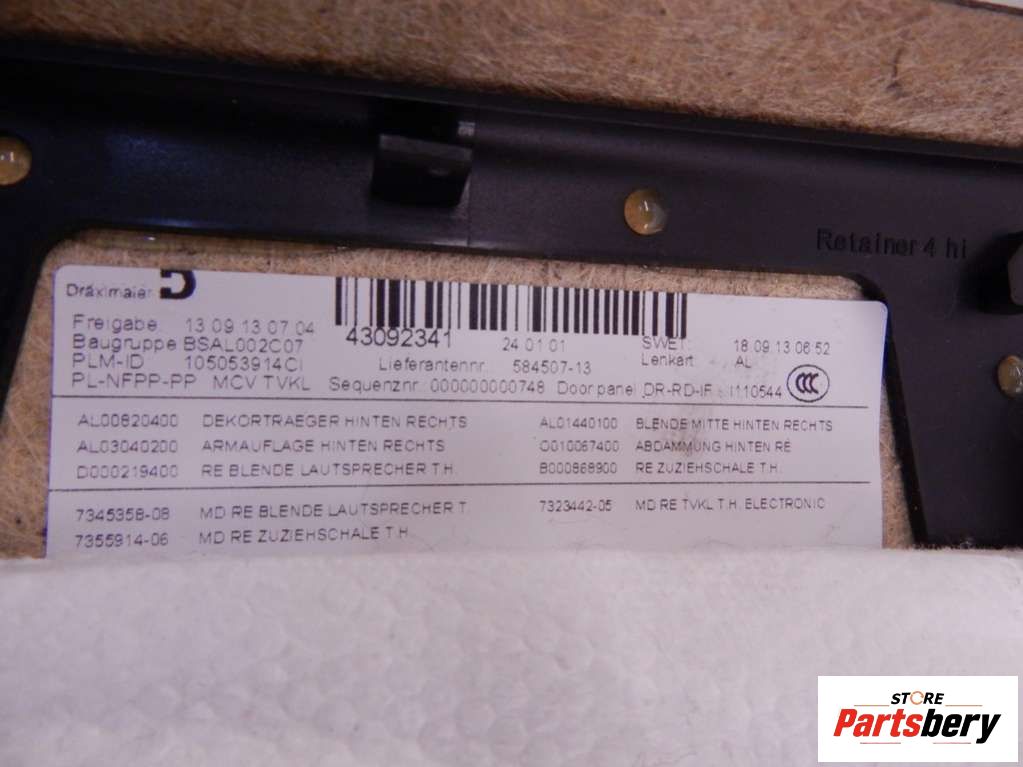 Retainer 4 hi
Dräxlmaier D
Freigabe 13 09 13 07 04 43092341 24 01 01 SWET 18 09.13 06:52
Baugruppe BSAL002C07 Lenkart AL
PLM-ID 105053914CI Lieferantennr 584507-13
PL-NFPP-PP MCV TVKL Sequenznr 000000000748 Doorpanel DR-RD-IF CCC
AL00820400 DEKORTRAEGER HINTEN RECHTS AL01440100 BLENDE MITTE HINTEN RECHTS
AL03040200 ARMAUFLAGE HINTEN RECHTS O010067400 ABDAMMUNG HINTEN RE
D000219400 RE BLENDE LAUTSPRECHER T.H. B000868900 RE ZUZIEHSCHALE T.H.
7345358-08 MD RE BLENDE LAUTSPRECHER T. 7323442-05 MD RE TVKL T.H. ELECTRONIC
7355914-06 MD RE ZUZIEHSCHALE T.H.
STORE
Partsbery